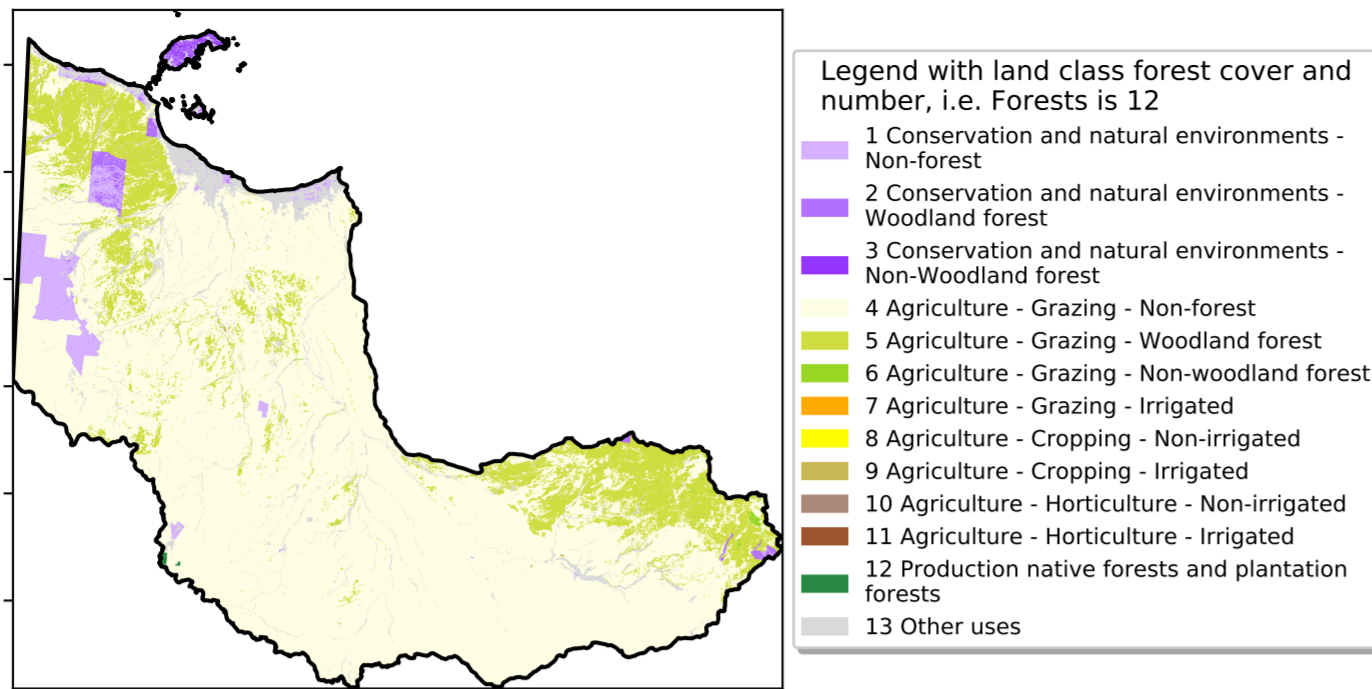 Legend with land class forest cover and
number, i.e. Forests is 12
1 Conservation and natural environments -
Non-forest
2 Conservation and natural environments -
Woodland forest
3 Conservation and natural environments -
Non-Woodland forest
4 Agriculture - Grazing - Non-forest
5 Agriculture - Grazing - Woodland forest
6 Agriculture - Grazing - Non-woodland forest
7 Agriculture - Grazing - Irrigated
8 Agriculture - Cropping - Non-irrigated
9 Agriculture - Cropping - Irrigated
10 Agriculture - Horticulture - Non-irrigated
11 Agriculture - Horticulture - Irrigated
12 Production native forests and plantation
forests
13 Other uses